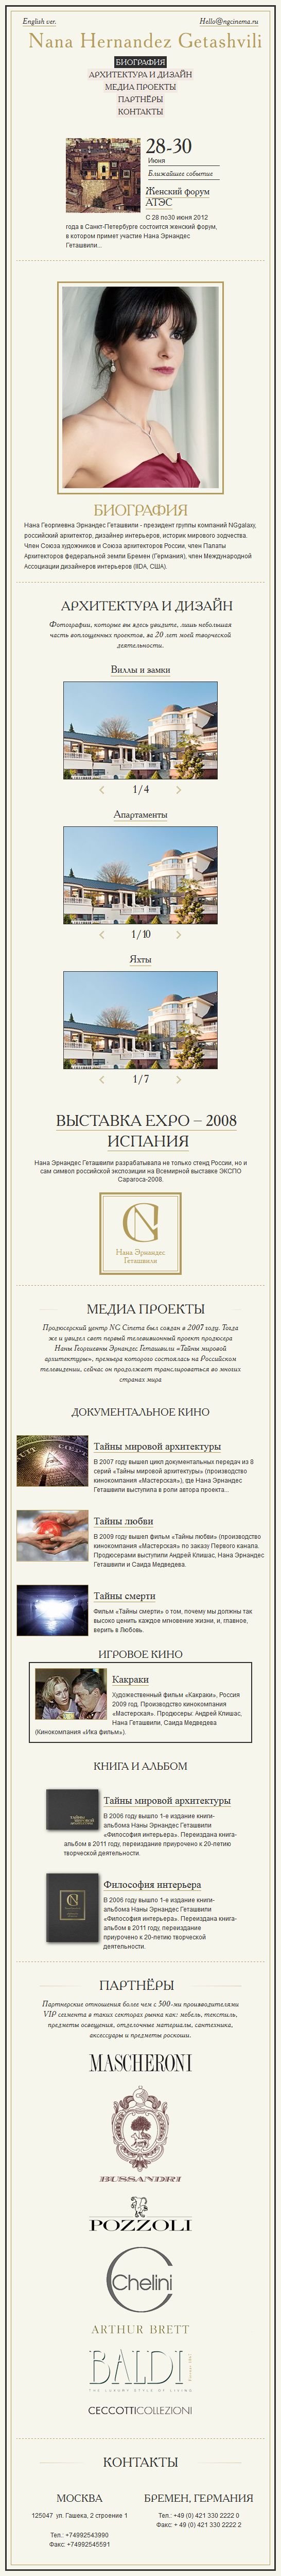 English ver.
Hello@ngcinema.ru
Nana Hernandez Getashvili
БИОГРАФИЯ
АРХИТЕКТУРА И ДИЗАЙН
МЕДИА ПРОЕКТЫ
ПАРТНЁРЫ
КОНТАКТЫ
28-30
Июня
Ближайшее событие
Женский форум
АТЭС
С 28 по30 июня 2012
года в Санкт-Петербурге состоится женский форум,
в котором примет участие Нана Эрнандес
Геташвили...
БИОГРАФИЯ
Нана Георгиевна Эрнандес Геташвили - президент группы компаний NGgalaxy,
российский архитектор, дизайнер интерьеров, историк мирового зодчества.
Член Союза художников и Союза архитекторов России, член Палаты
Архитекторов федеральной земли Бремен (Германия), член Международной
Ассоциации дизайнеров интерьеров (IIDA, США).
АРХИТЕКТУРА И ДИЗАЙН
Фотографии, которые вы здесь увидите, лишь небольшая
часть воплощенных проектов, за 20 лет моей творческой
деятельности.
Виллы и замки
1/4
Апартаменты
1/10
Яхты
1/7
ВЫСТАВКА EXPO – 2008
ИСПАНИЯ
Нана Эрнандес Геташвили разрабатывала не только стенд России, но и
сам символ российской экспозиции на Всемирной выставке ЭКСПО
Сарагоса-2008.
Нана Эрнандес
Геташвили
МЕДИА ПРОЕКТЫ
Продюсерский центр NG Cinema был создан в 2007 году. Тогда
же и увидел свет первый телевизионный проект продюсера
Наны Георгиевны Эрнандес Геташвили «Тайны мировой
архитектуры», премьера которого состоялась на Российском
телевидении, сейчас он продолжает транслироваться во многих
странах мира
ДОКУМЕНТАЛЬНОЕ КИНО
Тайны мировой архитектуры
В 2007 году вышел цикл документальных передач из 8
серий «Тайны мировой архитектуры» (производство
кинокомпания «Мастерская»), где Нана Эрнандес
Геташвили выступила в роли автора проекта...
Тайны любви
В 2009 году вышел фильм «Тайны любви» (производство
кинокомпания «Мастерская» по заказу Первого канала.
Продюсерами выступили Андрей Клишас, Нана Эрнандес
Геташвили и Саида Медведева.
Тайны смерти
Фильм «Тайны смерти» о том, почему мы должны так
высоко ценить каждое мгновение жизни, и, главное,
верить в Любовь.
ИГРОВОЕ КИНО
Какраки
Художественный фильм «Какраки», Россия
2009 год. Производство кинокомпания
«Мастерская». Продюсеры: Андрей Клишас,
Нана Геташвили, Саида Медведева
(Кинокомпания «Ика фильм»).
КНИГА И АЛЬБОМ
Тайны мировой архитектуры
В 2006 году вышло 1-е издание книги-
альбома Наны Эрнандес Геташвили
«Философия интерьера». Переиздана книга-
альбом в 2011 году, переиздание приурочено к 20-летию
творческой деятельности.
Философия интерьера
В 2006 году вышло 1-е издание книги-
альбома Наны Эрнандес Геташвили
«Философия интерьера». Переиздана книга-
альбом в 2011 году, переиздание
приурочено к 20-летию творческой
деятельности.
ПАРТНЁРЫ
Партнерские отношения более чем с 500-ми производителями
VIP сегмента в таких секторах рынка как: мебель, текстиль,
предметы освещения, отделочные материалы, сантехника,
аксессуары и предметы роскоши.
MASCHERONI
BUSSANDRI
POZZOLI
Chelini
ARTHUR BRETT
BALDI
THE LUXURY STYLE OF LIVING
CECCOTTICOLLEZIONI
КОНТАКТЫ
МОСКВА
125047 ул. Гашека, 2 строение 1
Тел.: +74992543990
Факс: +74992545591
БРЕМЕН, ГЕРМАНИЯ
Тел.: +49 (0) 421 330 2222 0
Факс: + 49 (0) 421 330 2222 2